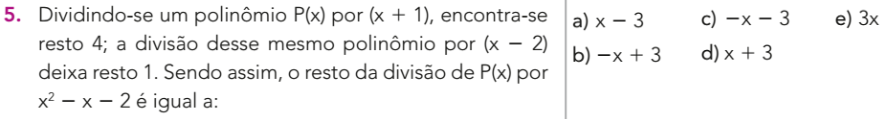 5. Dividindo-se um polinômio P(x) por (x + 1), encontra-se
resto 4; a divisão desse mesmo polinômio por (x − 2)
deixa resto 1. Sendo assim, o resto da divisão de P(x) por
x² − x − 2 é igual a:
a) x − 3 c) −x − 3 e) 3x
b) −x + 3 d) x + 3